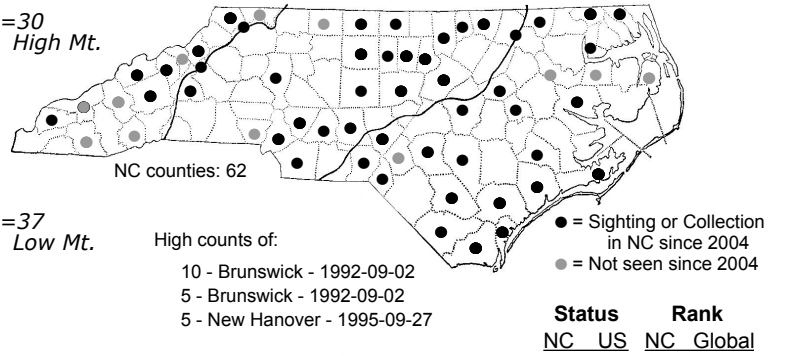 =30
High Mt.
NC counties: 62
=37
Low Mt.
High counts of:
10 - Brunswick - 1992-09-02
5 - Brunswick - 1992-09-02
5 - New Hanover - 1995-09-27
= Sighting or Collection
in NC since 2004
= Not seen since 2004
Status Rank
NC US NC Global